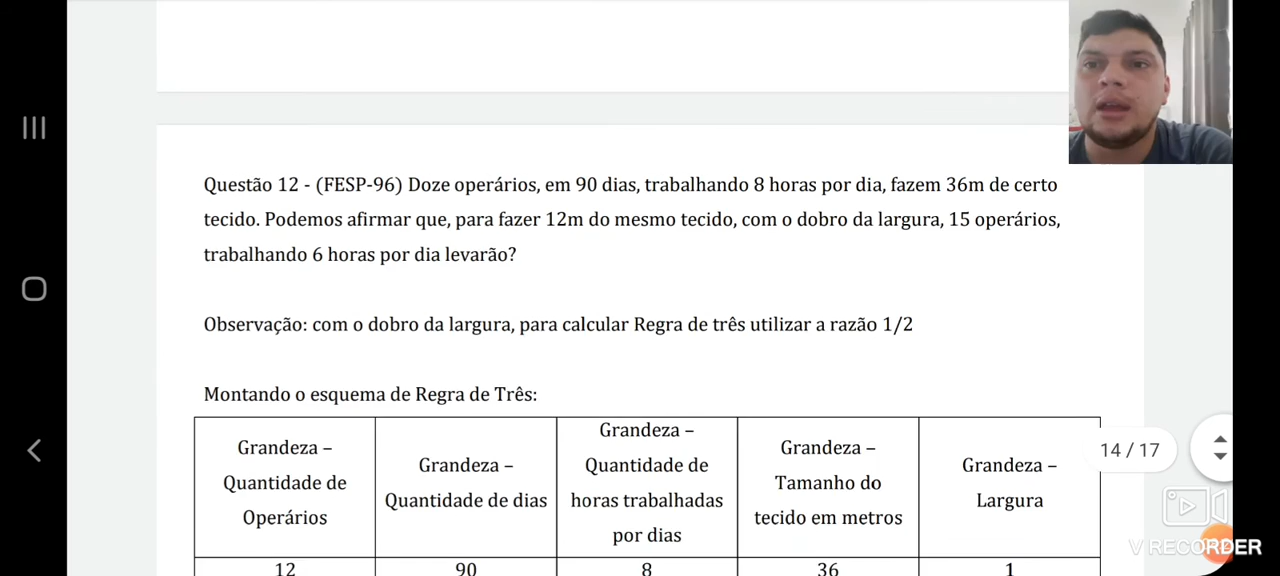 Questão 12 - (FESP-96) Doze operários, em 90 dias, trabalhando 8 horas por dia, fazem 36m de certo
tecido. Podemos afirmar que, para fazer 12m do mesmo tecido, com o dobro da largura, 15 operários,
trabalhando 6 horas por dia levarão?
Observação: com o dobro da largura, para calcular Regra de três utilizar a razão 1/2
Montando o esquema de Regra de Três:
Grandeza –
Quantidade de
Operários
Grandeza –
Quantidade de dias
Grandeza –
Quantidade de
horas trabalhadas
por dias
Grandeza –
Tamanho do
tecido em metros
Grandeza –
Largura
12
90
8
36
1
14 / 17
V RECORDER